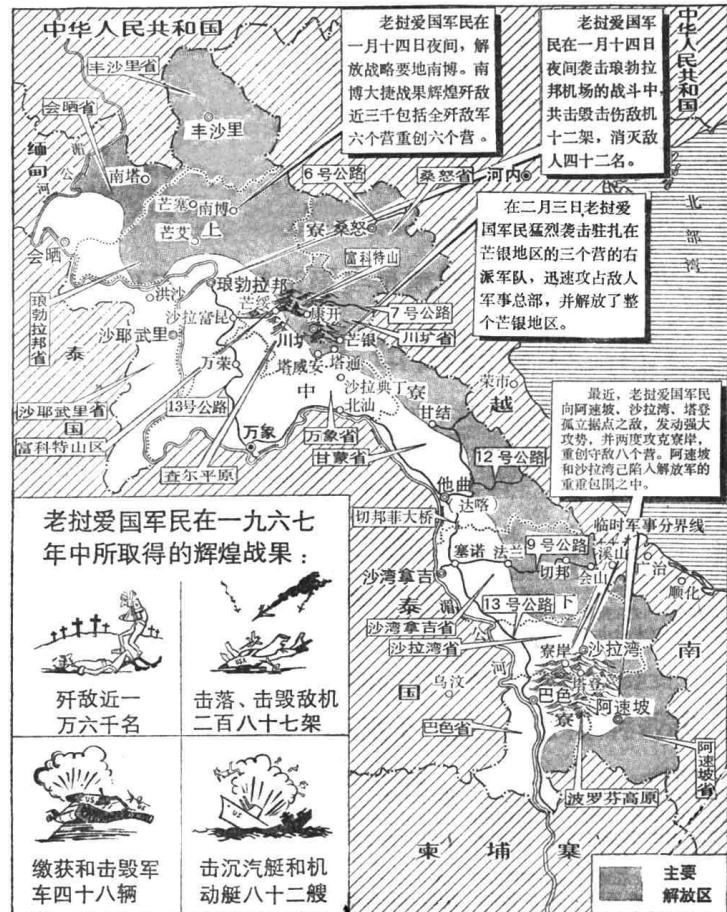 中华人民共和国
老挝爱国军民在
一月十四日夜间，解
放战略要地南博。南
博大捷战果辉煌歼敌
近三千包括全歼敌军
六个营重创六个营。
老挝爱国军
民在一月十四日
夜间袭击琅勃拉
邦机场的战斗中，
共击毁击伤敌机
十二架，消灭敌
人四十二名。
中华人民共和国
丰沙里省
会晒省
丰沙里
缅甸
湄公河
南塔
芒塞
南博
芒艾
上寮
6号公路
桑怒省
河内
桑怒
北部湾
在二月三日老挝爱
国军民猛烈袭击驻扎在
芒银地区的三个营的右
派军队，迅速攻占敌人
军事总部，并解放了整
个芒银地区。
会晒
富科特山
琅勃拉邦省
洪沙
琅勃拉邦
芒绥
沙拉富昆
康开
7号公路
泰国
沙耶武里
川圹
芒银
川圹省
万荣
塔威安
塔通
沙拉典丁
中寮
荣市
越南
沙耶武里省
13号公路
北汕
甘结
富科特山区
万象
万象省
查尔平原
甘蒙省
12号公路
最近，老挝爱国军民
向阿速坡、沙拉湾、塔登
孤立据点之敌，发动强大
攻势，并两度攻克寮岸，
重创守敌八个营。阿速坡
和沙拉湾已陷入解放军的
重重包围之中。
他曲
(达喀)
切邦菲大桥
临时军事分界线
9号公路
塞诺
法兰
切邦
溪山
会山
广治
顺化
沙湾拿吉
泰国
湄公河
13号公路
下寮
沙湾拿吉省
沙拉湾省
寮岸
沙拉湾
乌汶
塔登
巴色
阿速坡
巴色省
阿速坡省
波罗芬高原
柬埔寨
老挝爱国军民在一九六七
年中所取得的辉煌战果：
歼敌近一
万六千名
击落、击毁敌机
二百八十七架
US
US
缴获和击毁军
车四十八辆
击沉汽艇和机
动艇八十二艘
主要
解放区